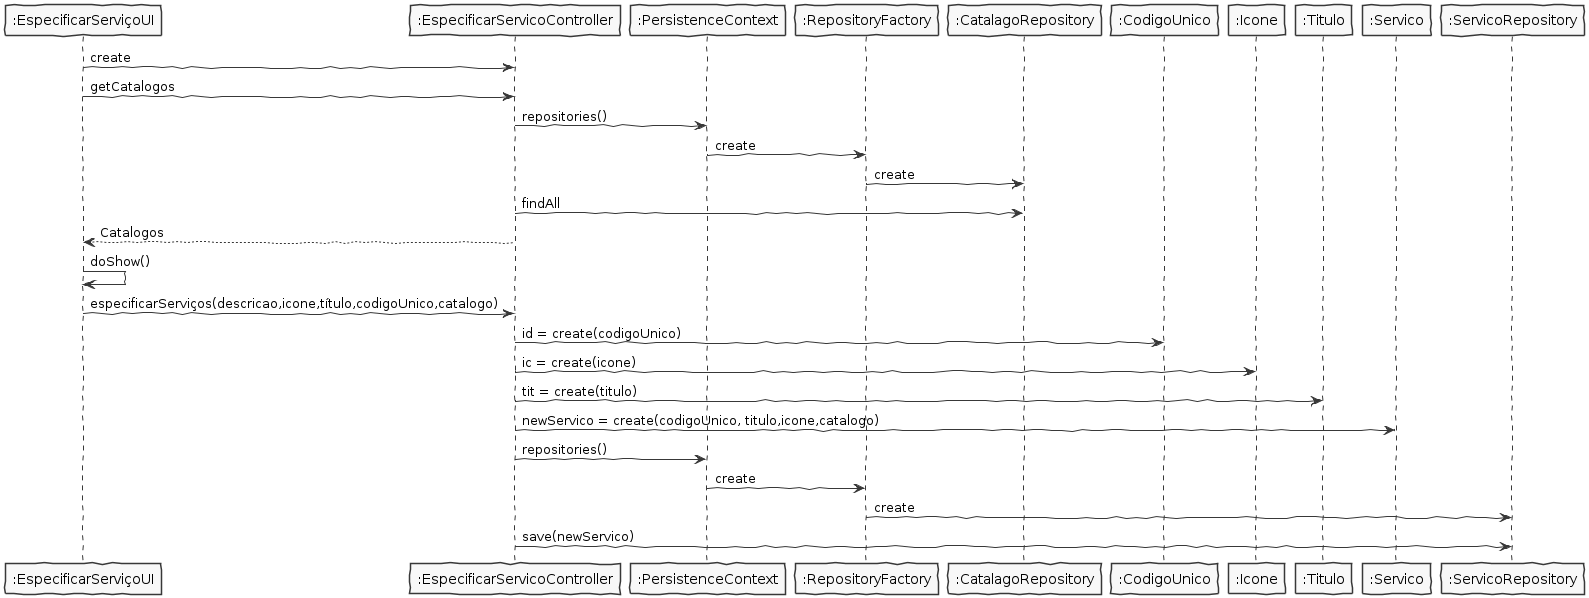 :EspecificarServiçoUI :EspecificarServicoController :PersistenceContext :RepositoryFactory :CatalagoRepository :CodigoUnico :Icone :Titulo :Servico :ServicoRepository
create
getCatalogos
repositories()
create
create
findAll
Catalogos
doShow()
especificarServiços(descricao,icone,título,codigoUnico,catalogo)
id = create(codigoUnico)
ic = create(icone)
tit = create(titulo)
newServico = create(codigoUnico, titulo,icone,catalogo)
repositories()
create
create
save(newServico)
:EspecificarServiçoUI :EspecificarServicoController :PersistenceContext :RepositoryFactory :CatalagoRepository :CodigoUnico :Icone :Titulo :Servico :ServicoRepository